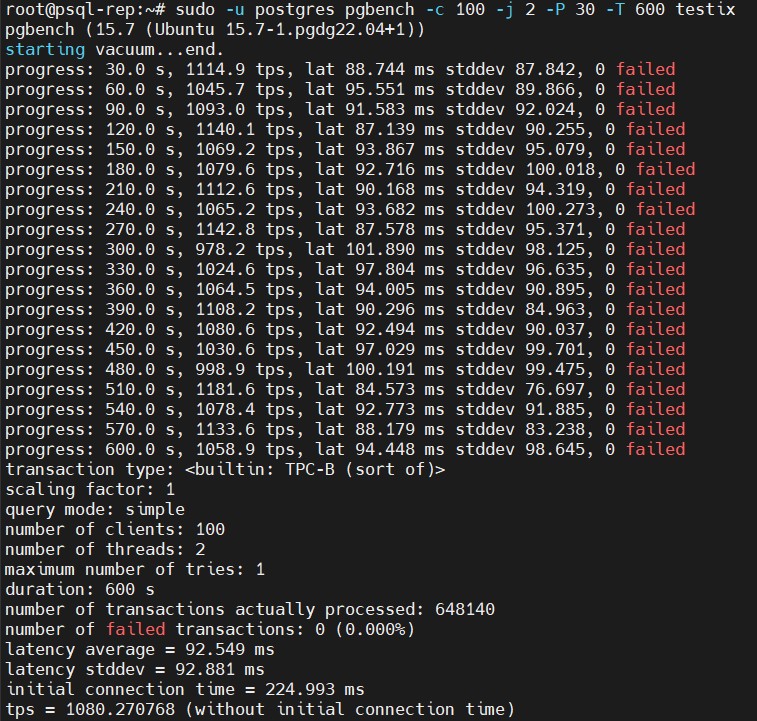 root@psql-rep:~# sudo -u postgres pgbench -c 100 -j 2 -P 30 -T 600 testix
pgbench (15.7 (Ubuntu 15.7-1.pgdg22.04+1))
starting vacuum...end.
progress: 30.0 s, 1114.9 tps, lat 88.744 ms stddev 87.842, 0 failed
progress: 60.0 s, 1045.7 tps, lat 95.551 ms stddev 89.866, 0 failed
progress: 90.0 s, 1093.0 tps, lat 91.583 ms stddev 92.024, 0 failed
progress: 120.0 s, 1140.1 tps, lat 87.139 ms stddev 90.255, 0 failed
progress: 150.0 s, 1069.2 tps, lat 93.867 ms stddev 95.079, 0 failed
progress: 180.0 s, 1079.6 tps, lat 92.716 ms stddev 100.018, 0 failed
progress: 210.0 s, 1112.6 tps, lat 90.168 ms stddev 94.319, 0 failed
progress: 240.0 s, 1065.2 tps, lat 93.682 ms stddev 100.273, 0 failed
progress: 270.0 s, 1142.8 tps, lat 87.578 ms stddev 95.371, 0 failed
progress: 300.0 s, 978.2 tps, lat 101.890 ms stddev 98.125, 0 failed
progress: 330.0 s, 1024.6 tps, lat 97.804 ms stddev 96.635, 0 failed
progress: 360.0 s, 1064.5 tps, lat 94.005 ms stddev 90.895, 0 failed
progress: 390.0 s, 1108.2 tps, lat 90.296 ms stddev 84.963, 0 failed
progress: 420.0 s, 1080.6 tps, lat 92.494 ms stddev 90.037, 0 failed
progress: 450.0 s, 1030.6 tps, lat 97.029 ms stddev 99.701, 0 failed
progress: 480.0 s, 998.9 tps, lat 100.191 ms stddev 99.475, 0 failed
progress: 510.0 s, 1181.6 tps, lat 84.573 ms stddev 76.697, 0 failed
progress: 540.0 s, 1078.4 tps, lat 92.773 ms stddev 91.885, 0 failed
progress: 570.0 s, 1133.6 tps, lat 88.179 ms stddev 83.238, 0 failed
progress: 600.0 s, 1058.9 tps, lat 94.448 ms stddev 98.645, 0 failed
transaction type: <builtin: TPC-B (sort of)>
scaling factor: 1
query mode: simple
number of clients: 100
number of threads: 2
maximum number of tries: 1
duration: 600 s
number of transactions actually processed: 648140
number of failed transactions: 0 (0.000%)
latency average = 92.549 ms
latency stddev = 92.881 ms
initial connection time = 224.993 ms
tps = 1080.270768 (without initial connection time)